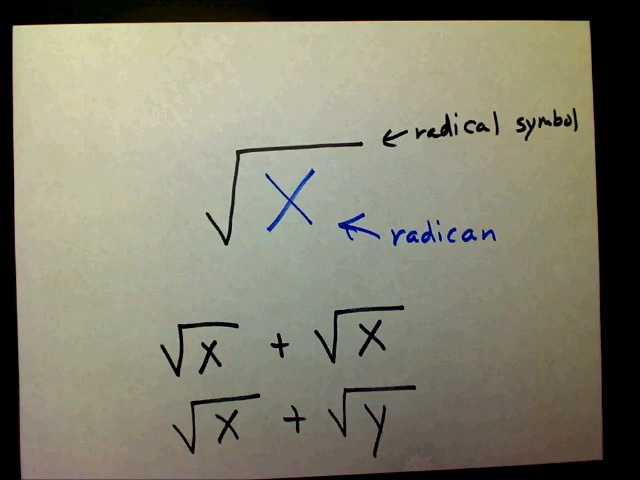 ← radical symbol
√x
← radican
√x + √x
√x + √y